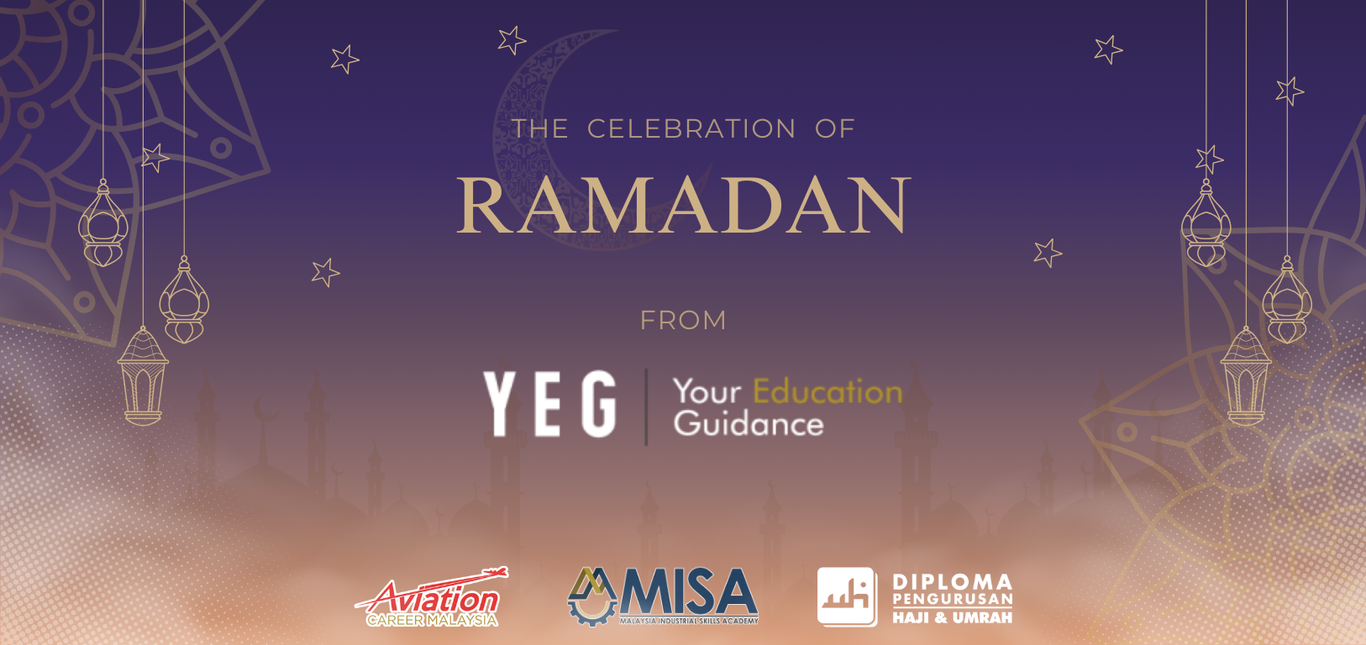 THE CELEBRATION OF
RAMADAN
FROM
YEG
Your Education
Guidance
Aviation
CAREER MALAYSIA
MISA
MALAYSIA INDUSTRIAL SKILLS ACADEMY
DIPLOMA
PENGURUSAN
HAJI & UMRAH